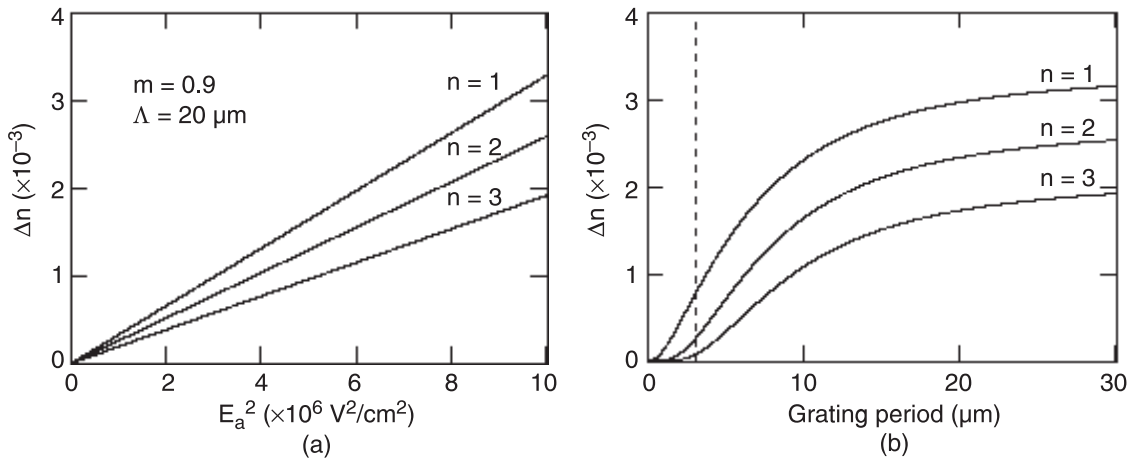 4
3
2
1
0
Δn (×10⁻³)
m = 0.9
Λ = 20 μm
n = 1
n = 2
n = 3
0 2 4 6 8 10
Eₐ² (×10⁶ V²/cm²)
(a)
4
3
2
1
0
Δn (×10⁻³)
n = 1
n = 2
n = 3
0 10 20 30
Grating period (μm)
(b)